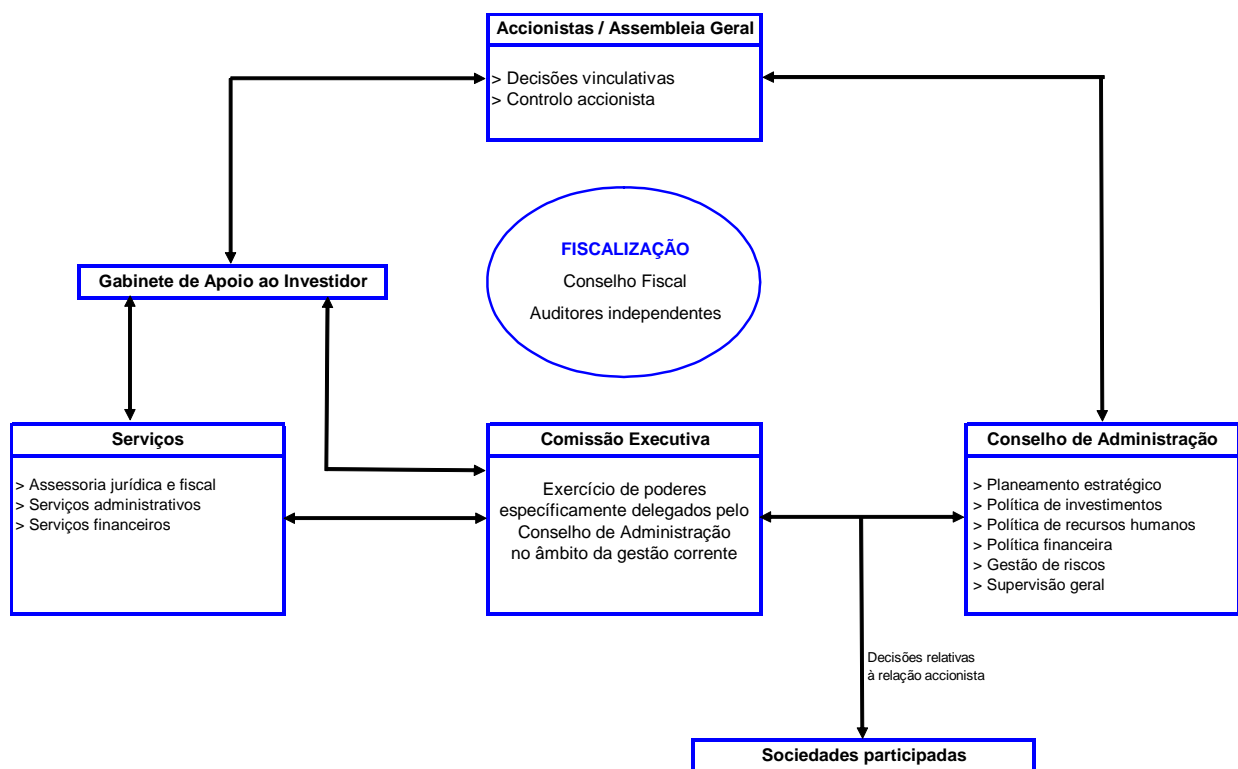 Accionistas / Assembleia Geral
> Decisões vinculativas
> Controlo accionista
FISCALIZAÇÃO
Conselho Fiscal
Auditores independentes
Gabinete de Apoio ao Investidor
Serviços
> Assessoria jurídica e fiscal
> Serviços administrativos
> Serviços financeiros
Comissão Executiva
Exercício de poderes
específicamente delegados pelo
Conselho de Administração
no âmbito da gestão corrente
Conselho de Administração
> Planeamento estratégico
> Política de investimentos
> Política de recursos humanos
> Política financeira
> Gestão de riscos
> Supervisão geral
Decisões relativas
à relação accionista
Sociedades participadas